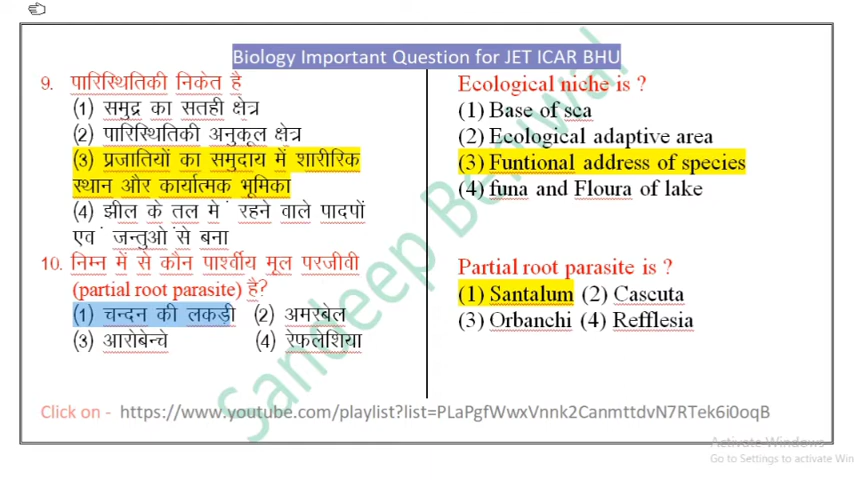 Biology Important Question for JET ICAR BHU
9. पारिस्थितिकी निकेत है
(1) समुद्र का सतही क्षेत्र
(2) पारिस्थितिकी अनुकूल क्षेत्र
(3) प्रजातियों का समुदाय में शारीरिक
स्थान और कार्यात्मक भूमिका
(4) झील के तल में रहने वाले पादपों
एवं जन्तुओं से बना
10. निम्न में से कौन पार्श्वीय मूल परजीवी
(partial root parasite) है?
(1) चन्दन की लकड़ी (2) अमरबेल
(3) आरोबेन्चे (4) रेफलेशिया
Ecological niche is ?
(1) Base of sca
(2) Ecological adaptive area
(3) Funtional address of species
(4) funa and Floura of lake
Partial root parasite is ?
(1) Santalum (2) Cascuta
(3) Orbanchi (4) Refflesia
Sandeep Beniwal
Click on - https://www.youtube.com/playlist?list=PLaPgfWwxVnnk2CanmttdvN7RTek6i0oqB
Activate Windows
Go to Settings to activate Win